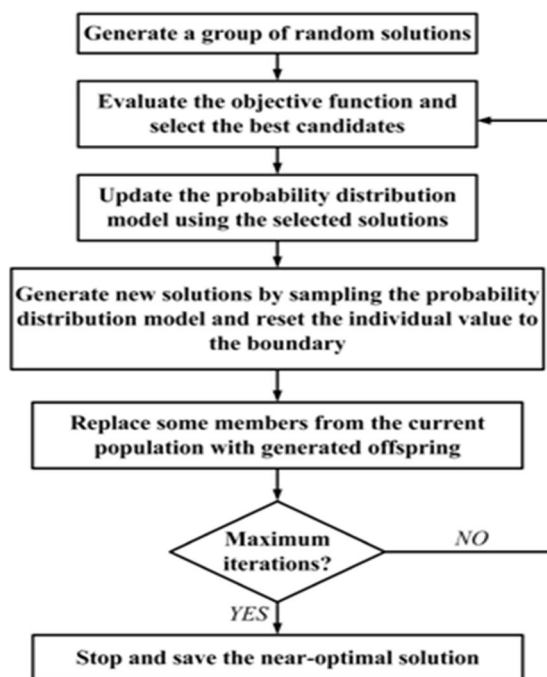 Generate a group of random solutions
Evaluate the objective function and
select the best candidates
Update the probability distribution
model using the selected solutions
Generate new solutions by sampling the probability
distribution model and reset the individual value to
the boundary
Replace some members from the current
population with generated offspring
Maximum
iterations?
NO
YES
Stop and save the near-optimal solution